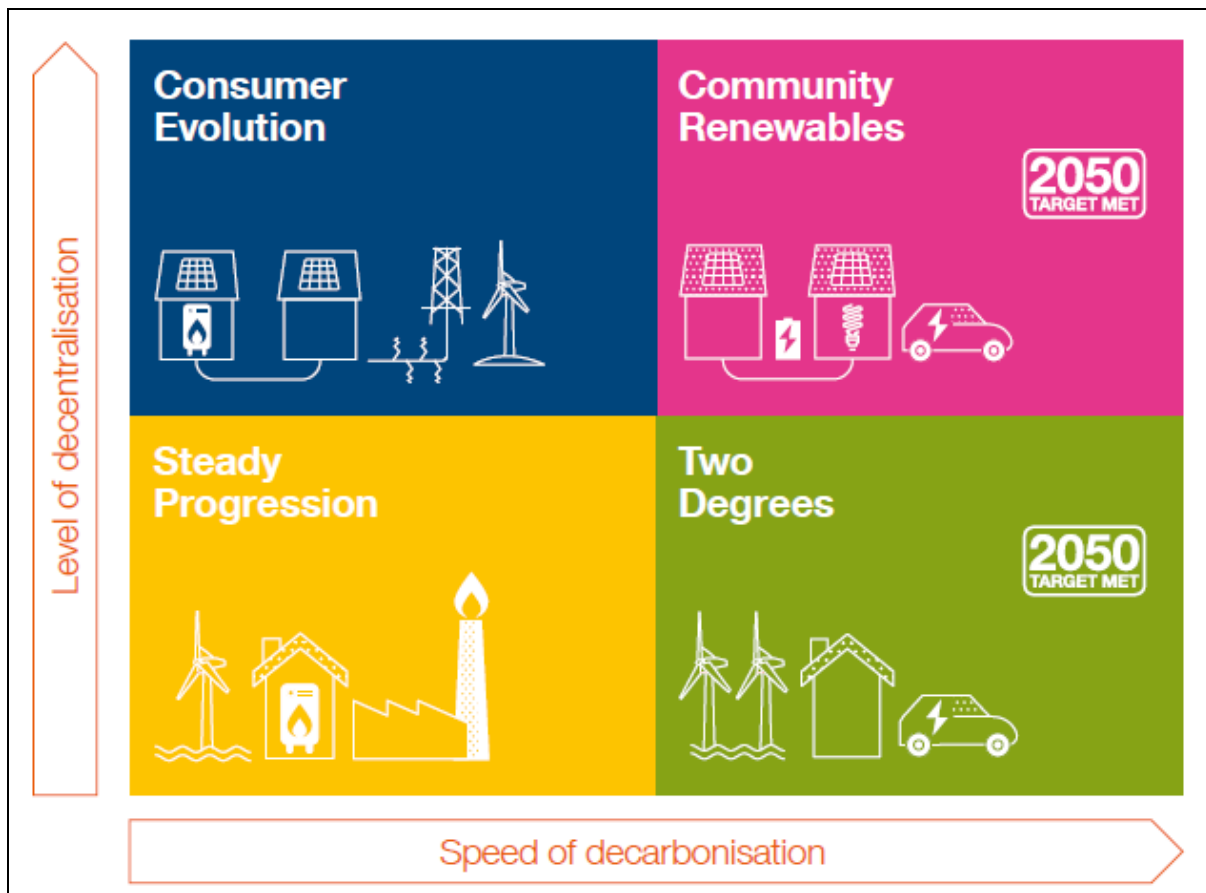 Level of decentralisation
Consumer
Evolution
Community
Renewables
2050
TARGET MET
Steady
Progression
Two
Degrees
2050
TARGET MET
Speed of decarbonisation